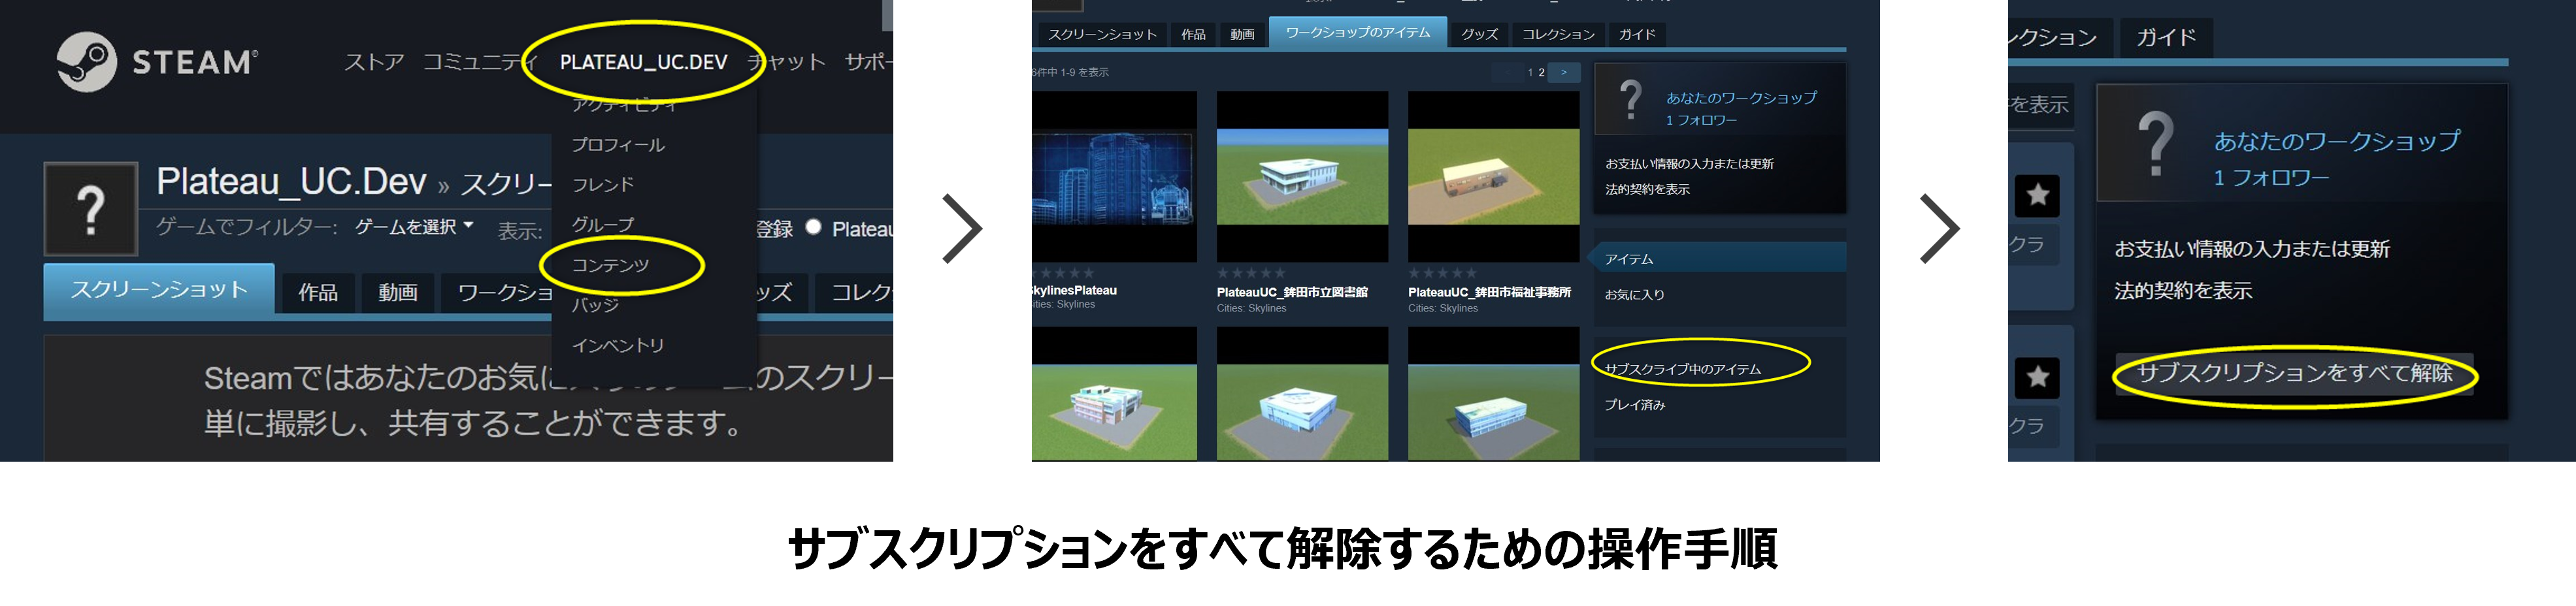 STEAM®
ストア コミュニティ PLATEAU_UC.DEV チャット サポー
アクティビティ
プロフィール
フレンド
グループ
コンテンツ
バッジ
インベントリ
Plateau_UC.Dev » スクリー
ゲームでフィルター: ゲームを選択 表示: 登録 Plateau
スクリーンショット 作品 動画 ワークショ ッズ コレク
Steamではあなたのお気に のスクリー
単に撮影し、共有することができます。
スクリーンショット 作品 動画 ワークショップのアイテム グッズ コレクション ガイド
6件中 1-9 を表示
1 2 >
あなたのワークショップ
1 フォロワー
お支払い情報の入力または更新
法的契約を表示
アイテム
お気に入り
サブスクライブ中のアイテム
プレイ済み
SkylinesPlateau
Cities: Skylines
PlateauUC_鉾田市立図書館
Cities: Skylines
PlateauUC_鉾田市福祉事務所
Cities: Skylines
レクション ガイド
を表示
クラ
クラ
あなたのワークショップ
1 フォロワー
お支払い情報の入力または更新
法的契約を表示
サブスクリプションをすべて解除
サブスクリプションをすべて解除するための操作手順